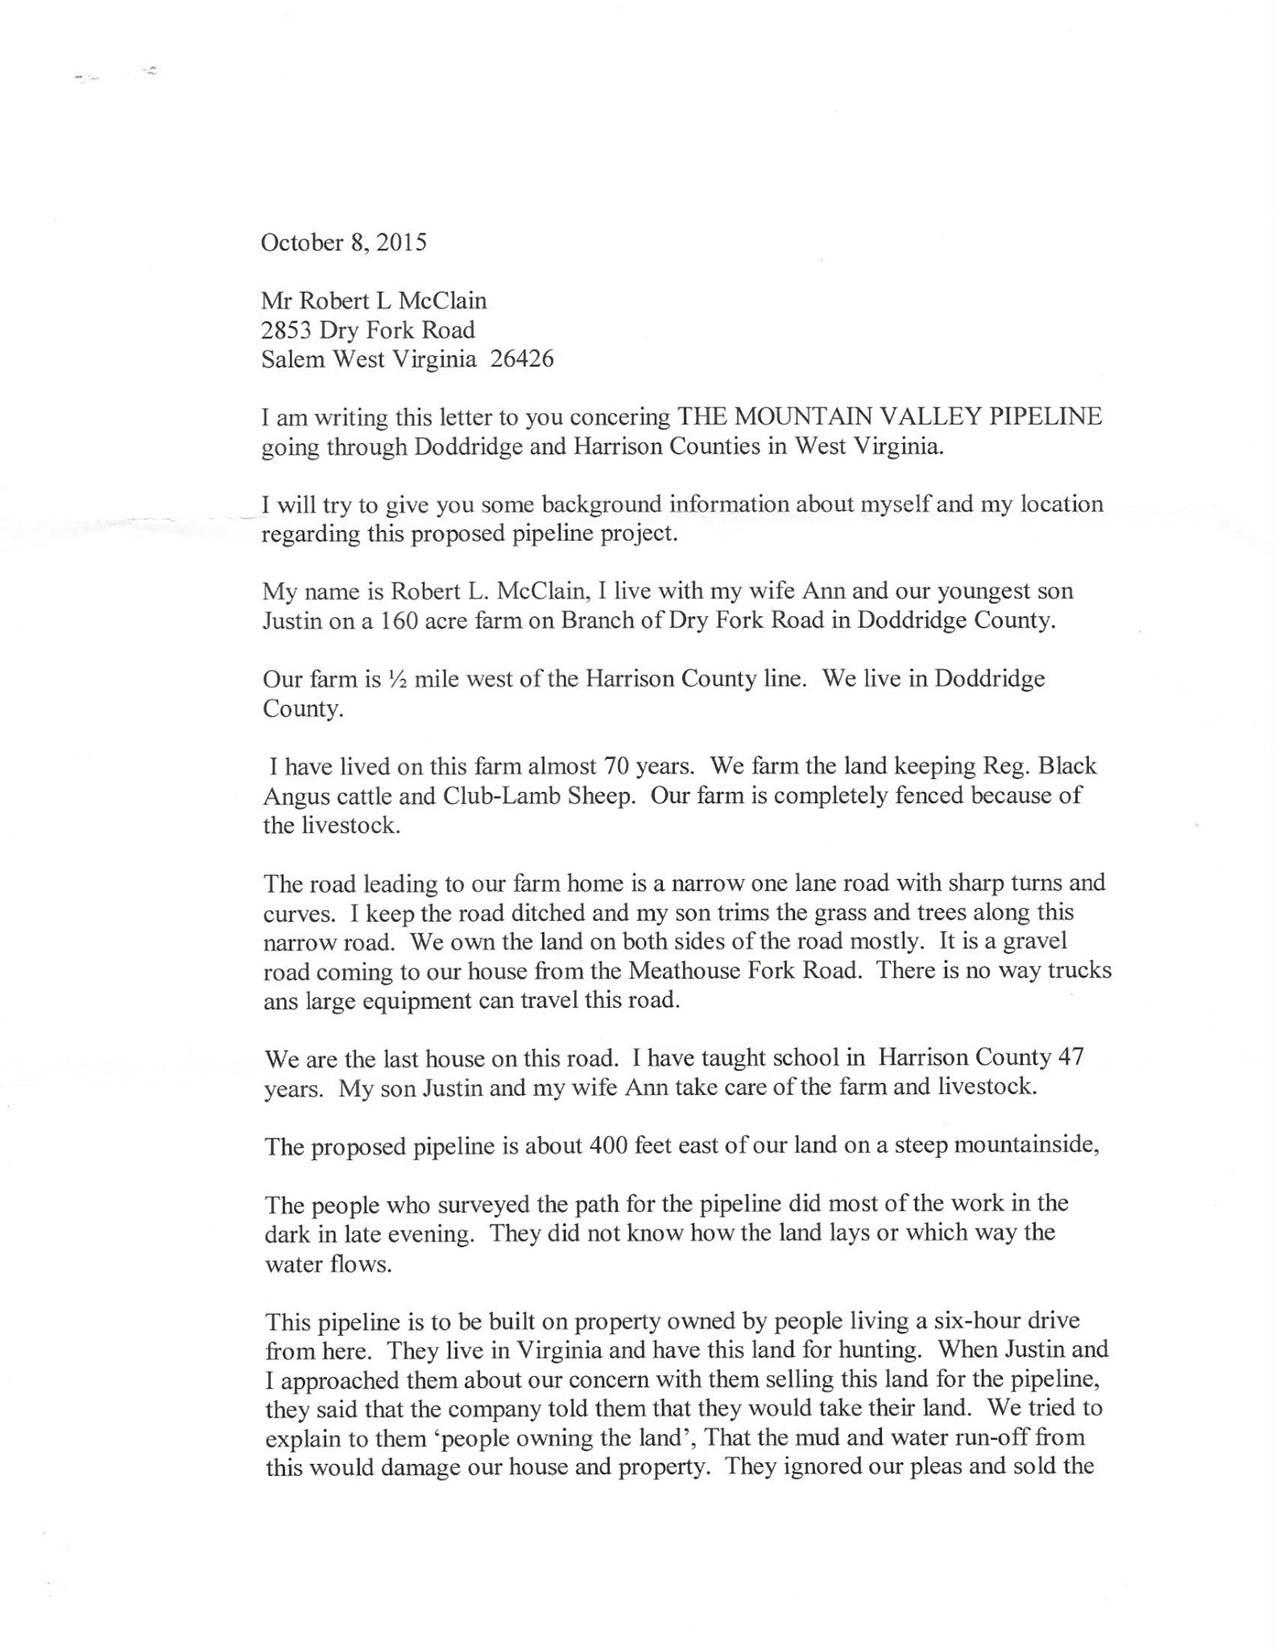 October 8, 2015
Mr Robert L McClain
2853 Dry Fork Road
Salem West Virginia  26426
I am writing this letter to you concering THE MOUNTAIN VALLEY PIPELINE
going through Doddridge and Harrison Counties in West Virginia.
I will try to give you some background information about myself and my location
regarding this proposed pipeline project.
My name is Robert L. McClain, I live with my wife Ann and our youngest son
Justin on a 160 acre farm on Branch of Dry Fork Road in Doddridge County.
Our farm is ½ mile west of the Harrison County line.  We live in Doddridge
County.
I have lived on this farm almost 70 years.  We farm the land keeping Reg. Black
Angus cattle and Club-Lamb Sheep.  Our farm is completely fenced because of
the livestock.
The road leading to our farm home is a narrow one lane road with sharp turns and
curves.  I keep the road ditched and my son trims the grass and trees along this
narrow road.  We own the land on both sides of the road mostly.  It is a gravel
road coming to our house from the Meathouse Fork Road.  There is no way trucks
ans large equipment can travel this road.
We are the last house on this road.  I have taught school in  Harrison County 47
years.  My son Justin and my wife Ann take care of the farm and livestock.
The proposed pipeline is about 400 feet east of our land on a steep mountainside,
The people who surveyed the path for the pipeline did most of the work in the
dark in late evening.  They did not know how the land lays or which way the
water flows.
This pipeline is to be built on property owned by people living a six-hour drive
from here.  They live in Virginia and have this land for hunting.  When Justin and
I approached them about our concern with them selling this land for the pipeline,
they said that the company told them that they would take their land.  We tried to
explain to them ‘people owning the land’, That the mud and water run-off from
this would damage our house and property.  They ignored our pleas and sold the